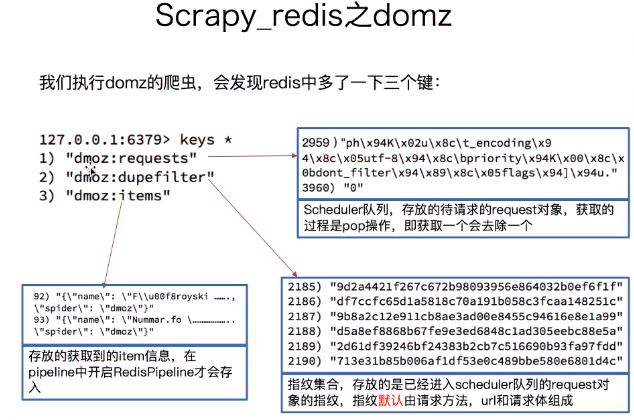 Scrapy_redis之domz
我们执行domz的爬虫，会发现redis中多了一下三个键：
127.0.0.1:6379> keys *
1) "dmoz:requests"
2) "dmoz:dupefilter"
3) "dmoz:items"
2959 )"ph\x94K\x02u\x8c\t_encoding\x9
4\x8c\x05utf-8\x94\x8c\bpriority\x94K\x00\x8c\x
0bdont_filter\x94\x89\x8c\x05flags\x94]\x94u."
3960) "0"
Scheduler队列，存放的待请求的request对象，获取的
过程是pop操作，即获取一个会去除一个
92) "{\"name\": \"F\\u00f8royski ……..,
\"spider\": \"dmoz\"}"
93) "{\"name\": \"Nummar.fo \………………..
\"spider\": \"dmoz\"}"
存放的获取到的item信息，在
pipeline中开启RedisPipeline才会存
入
2185) "9d2a4421f267c672b98093956e864032b0ef6f1f"
2186) "df7ccfc65d1a5818c70a191b058c3fcaa148251c"
2187) "9b8a2c12e911cb8ae3ad00e8455c94616e8e1a99"
2188) "d5a8ef8868b67fe9e3ed6848c1ad305eebc88e5a"
2189) "2d61df39246bf24383b2cb7c516690b93fa97fdd"
2190) "713e31b85b006af1df53e0c489bbe580e6801d4c"
指纹集合，存放的是已经进入scheduler队列的request对
象的指纹，指纹默认由请求方法，url和请求体组成